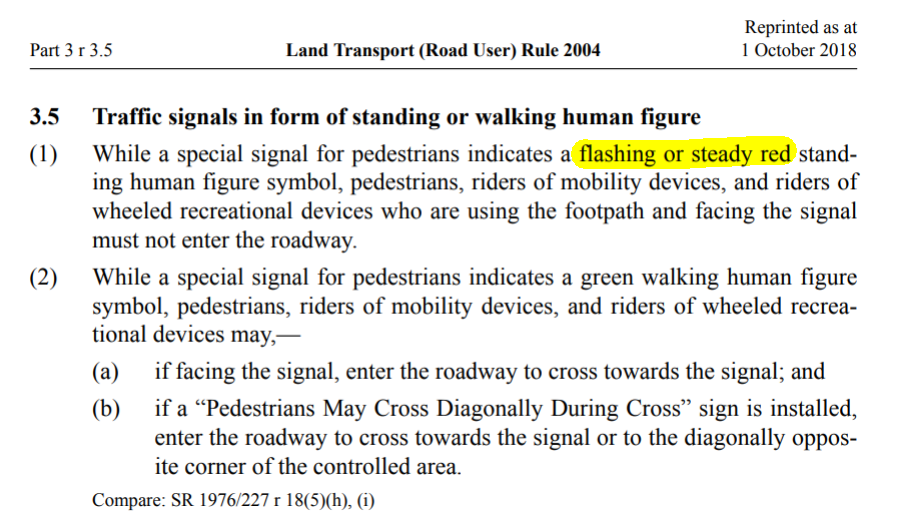 Reprinted as at
Part 3 r 3.5 Land Transport (Road User) Rule 2004 1 October 2018
3.5 Traffic signals in form of standing or walking human figure
(1) While a special signal for pedestrians indicates a flashing or steady red stand-
ing human figure symbol, pedestrians, riders of mobility devices, and riders of
wheeled recreational devices who are using the footpath and facing the signal
must not enter the roadway.
(2) While a special signal for pedestrians indicates a green walking human figure
symbol, pedestrians, riders of mobility devices, and riders of wheeled recrea-
tional devices may,—
(a) if facing the signal, enter the roadway to cross towards the signal; and
(b) if a “Pedestrians May Cross Diagonally During Cross” sign is installed,
enter the roadway to cross towards the signal or to the diagonally oppos-
ite corner of the controlled area.
Compare: SR 1976/227 r 18(5)(h), (i)